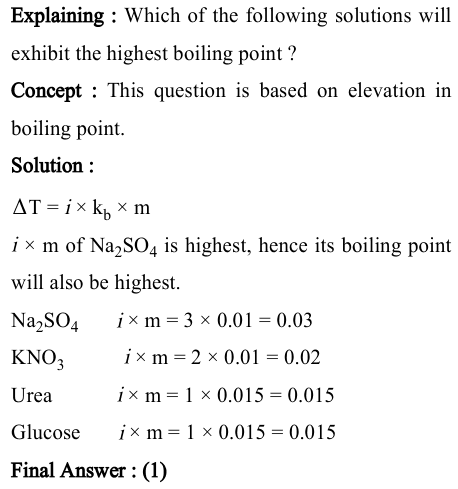 Explaining : Which of the following solutions will
exhibit the highest boiling point ?
Concept : This question is based on elevation in
boiling point.
Solution :
ΔT = i × k_b × m
i × m of Na₂SO₄ is highest, hence its boiling point
will also be highest.
Na₂SO₄ i × m = 3 × 0.01 = 0.03
KNO₃ i × m = 2 × 0.01 = 0.02
Urea i × m = 1 × 0.015 = 0.015
Glucose i × m = 1 × 0.015 = 0.015
Final Answer : (1)